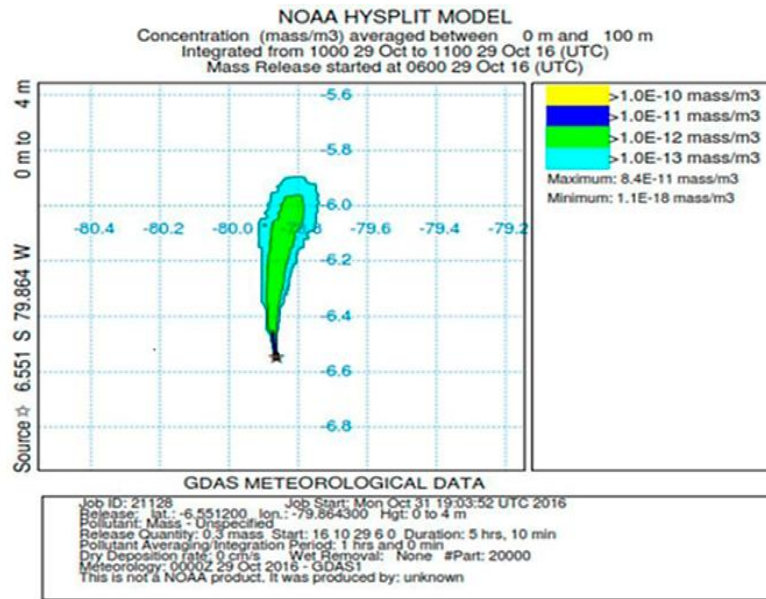 NOAA HYSPLIT MODEL
Concentration (mass/m3) averaged between 0 m and 100 m
Integrated from 1000 29 Oct to 1100 29 Oct 16 (UTC)
Mass Release started at 0600 29 Oct 16 (UTC)
Source ☆ 6.551 S 79.864 W 0 m to 4 m
-5.6
-5.8
-6.0
-80.4 -80.2 -80.0 -79.8 -79.6 -79.4 -79.2
-6.2
-6.4
-6.6
-6.8
>1.0E-10 mass/m3
>1.0E-11 mass/m3
>1.0E-12 mass/m3
>1.0E-13 mass/m3
Maximum: 8.4E-11 mass/m3
Minimum: 1.1E-18 mass/m3
GDAS METEOROLOGICAL DATA
Job ID: 21128 Job Start: Mon Oct 31 19:03:52 UTC 2016
Release: lat.: -6.551200 lon.: -79.864300 Hgt: 0 to 4 m
Pollutant: Mass - Unspecified
Release Quantity: 0.3 mass Start: 16 10 29 6 0 Duration: 5 hrs, 10 min
Pollutant Averaging/Integration Period: 1 hrs and 0 min
Dry Deposition rate: 0 cm/s Wet Removal: None #Part: 20000
Meteorology: 0000Z 29 Oct 2016 - GDAS1
This is not a NOAA product. It was produced by: unknown